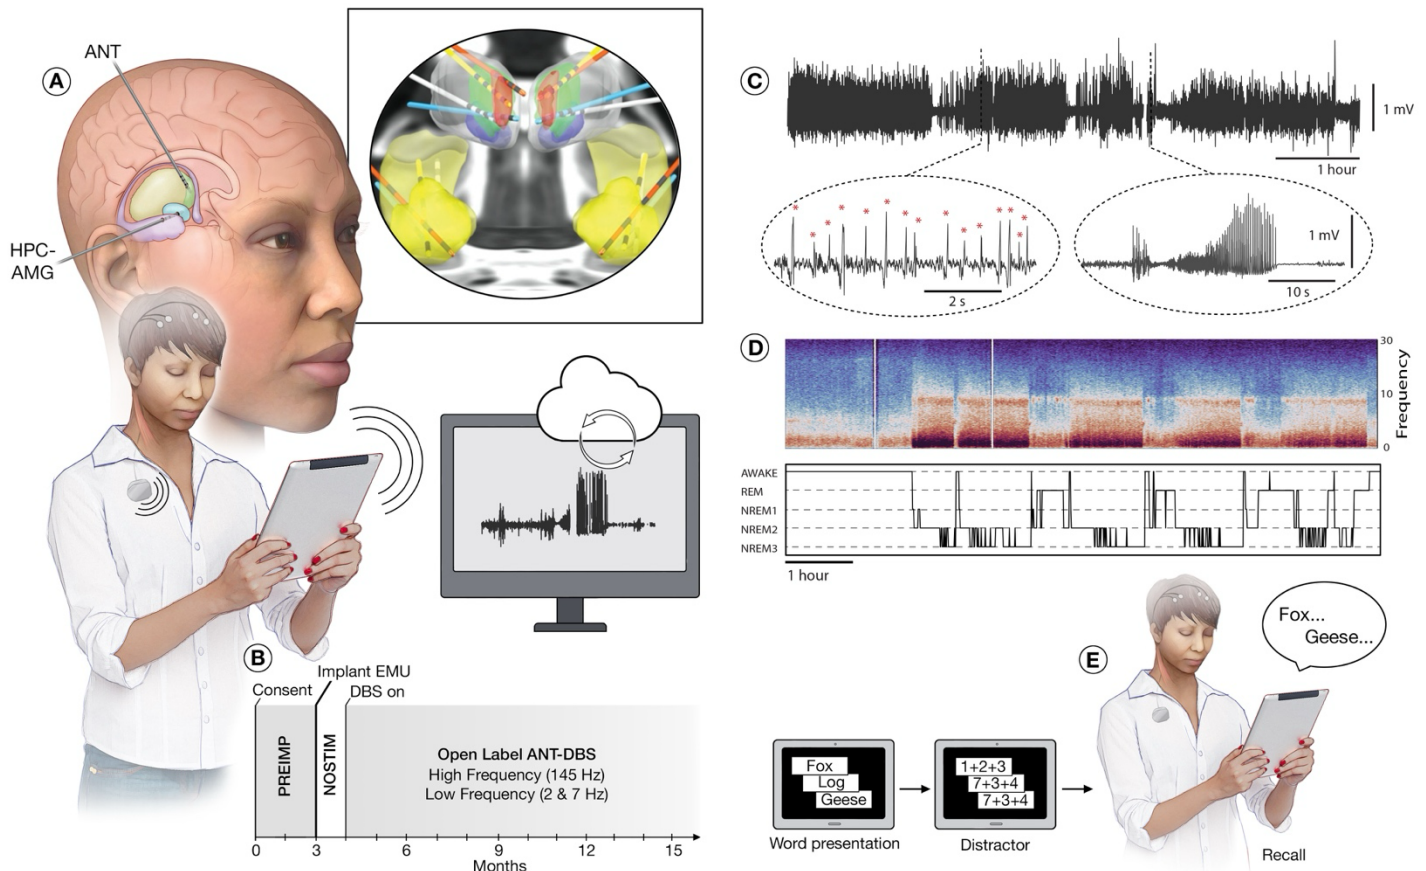 A
ANT
HPC-
AMG
B
Consent
Implant EMU
DBS on
PREIMP
NOSTIM
Open Label ANT-DBS
High Frequency (145 Hz)
Low Frequency (2 & 7 Hz)
0 3 6 9 12 15
Months
C
1 mV
1 hour
* * * * * * * * * * * * * *
2 s
1 mV
10 s
D
30
10
0
Frequency
AWAKE
REM
NREM1
NREM2
NREM3
1 hour
E
Fox...
Geese...
Fox
Log
Geese
Word presentation
1+2+3
7+3+4
7+3+4
Distractor
Recall